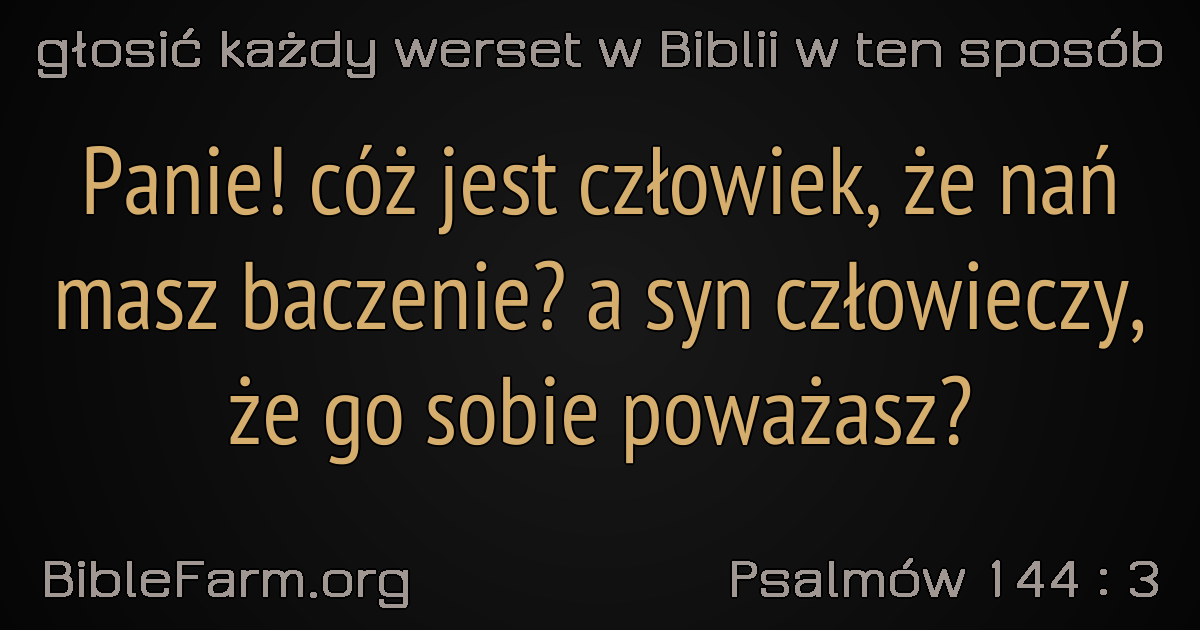 głosić każdy werset w Biblii w ten sposób
Panie! cóż jest człowiek, że nań
masz baczenie? a syn człowieczy,
że go sobie poważasz?
BibleFarm.org
Psalmów 144 : 3